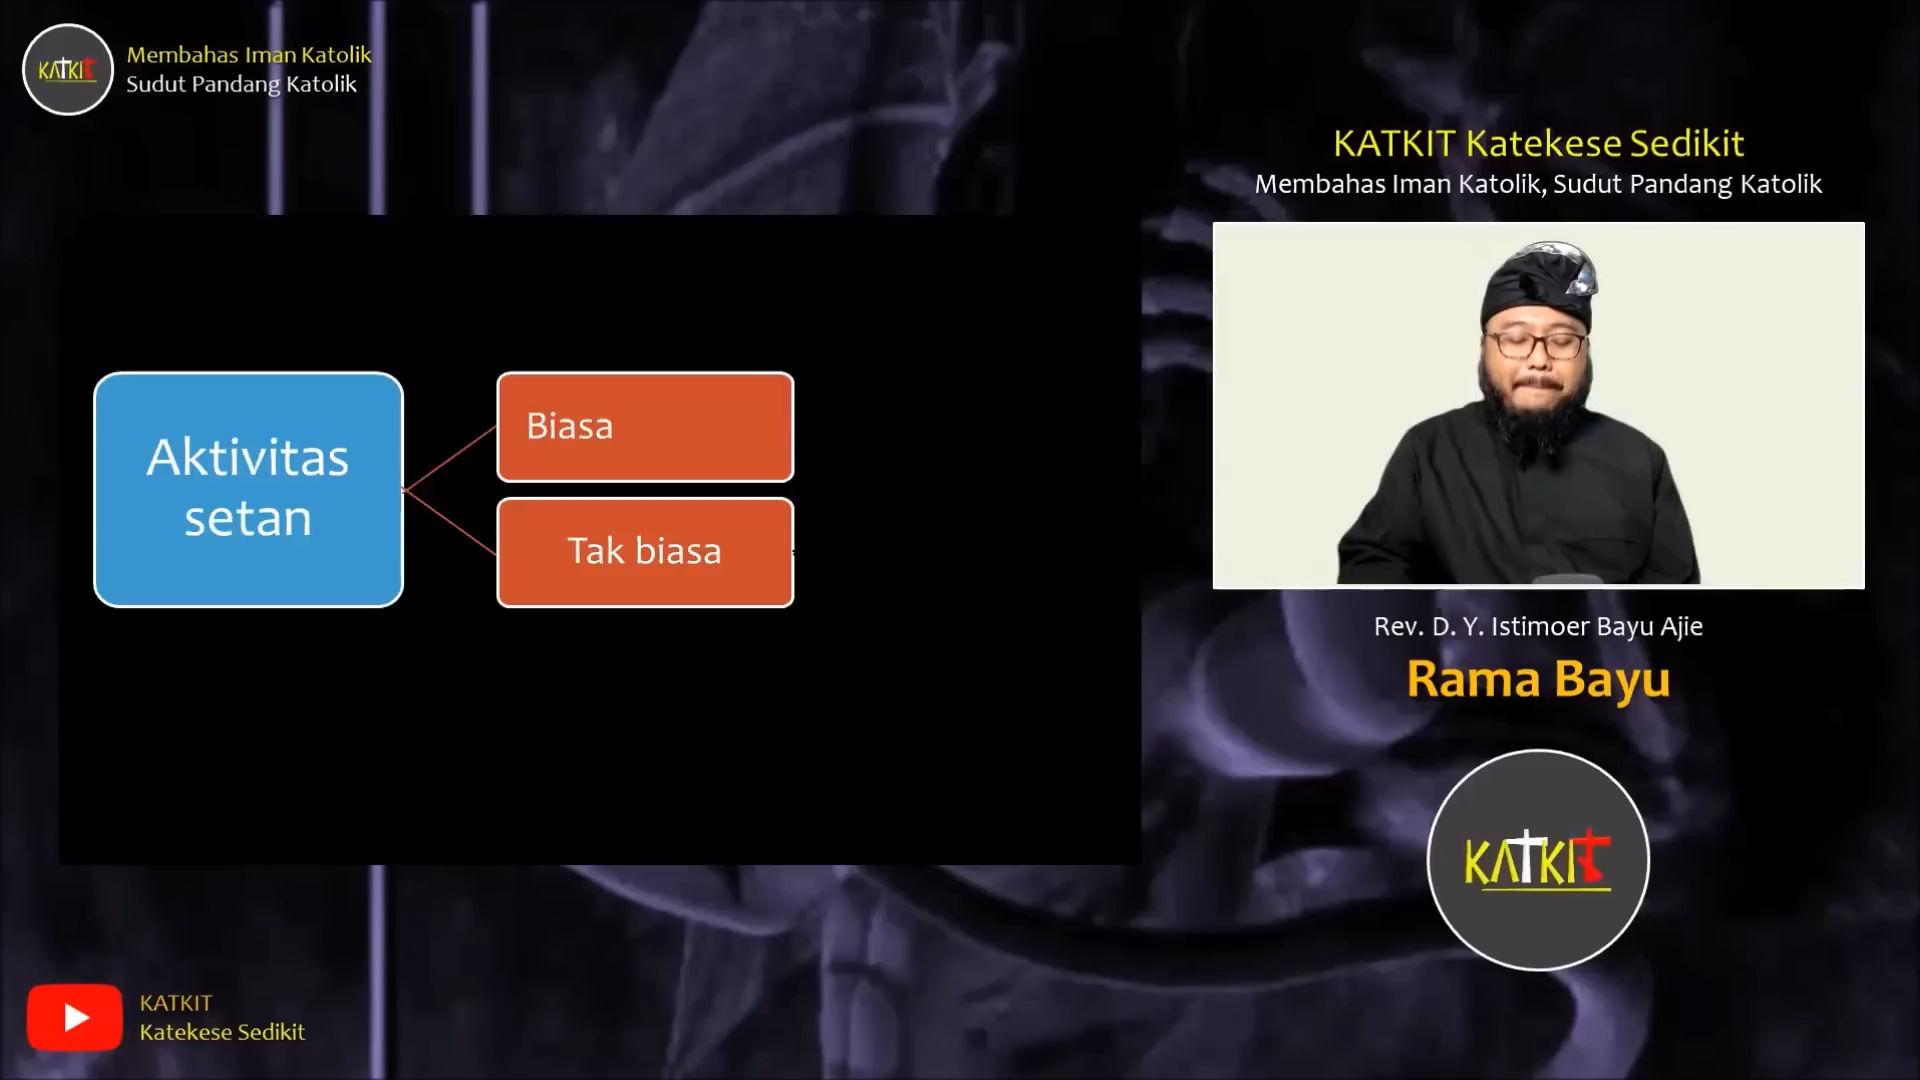 KATKIT
Membahas Iman Katolik
Sudut Pandang Katolik
KATKIT Katekese Sedikit
Membahas Iman Katolik, Sudut Pandang Katolik
Aktivitas
setan
Biasa
Tak biasa
Rev. D. Y. Istimoer Bayu Ajie
Rama Bayu
KATKIT
KATKIT
Katekese Sedikit